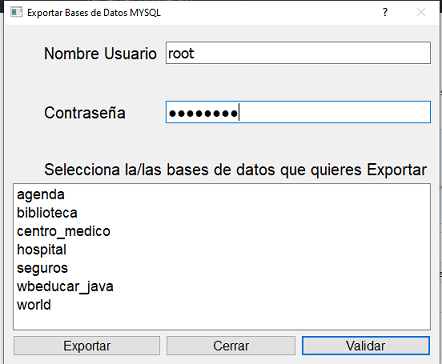 Exportar Bases de Datos MYSQL
Nombre Usuario root
Contraseña ●●●●●●●●
Selecciona la/las bases de datos que quieres Exportar
agenda
biblioteca
centro_medico
hospital
seguros
wbeducar_java
world
Exportar Cerrar Validar